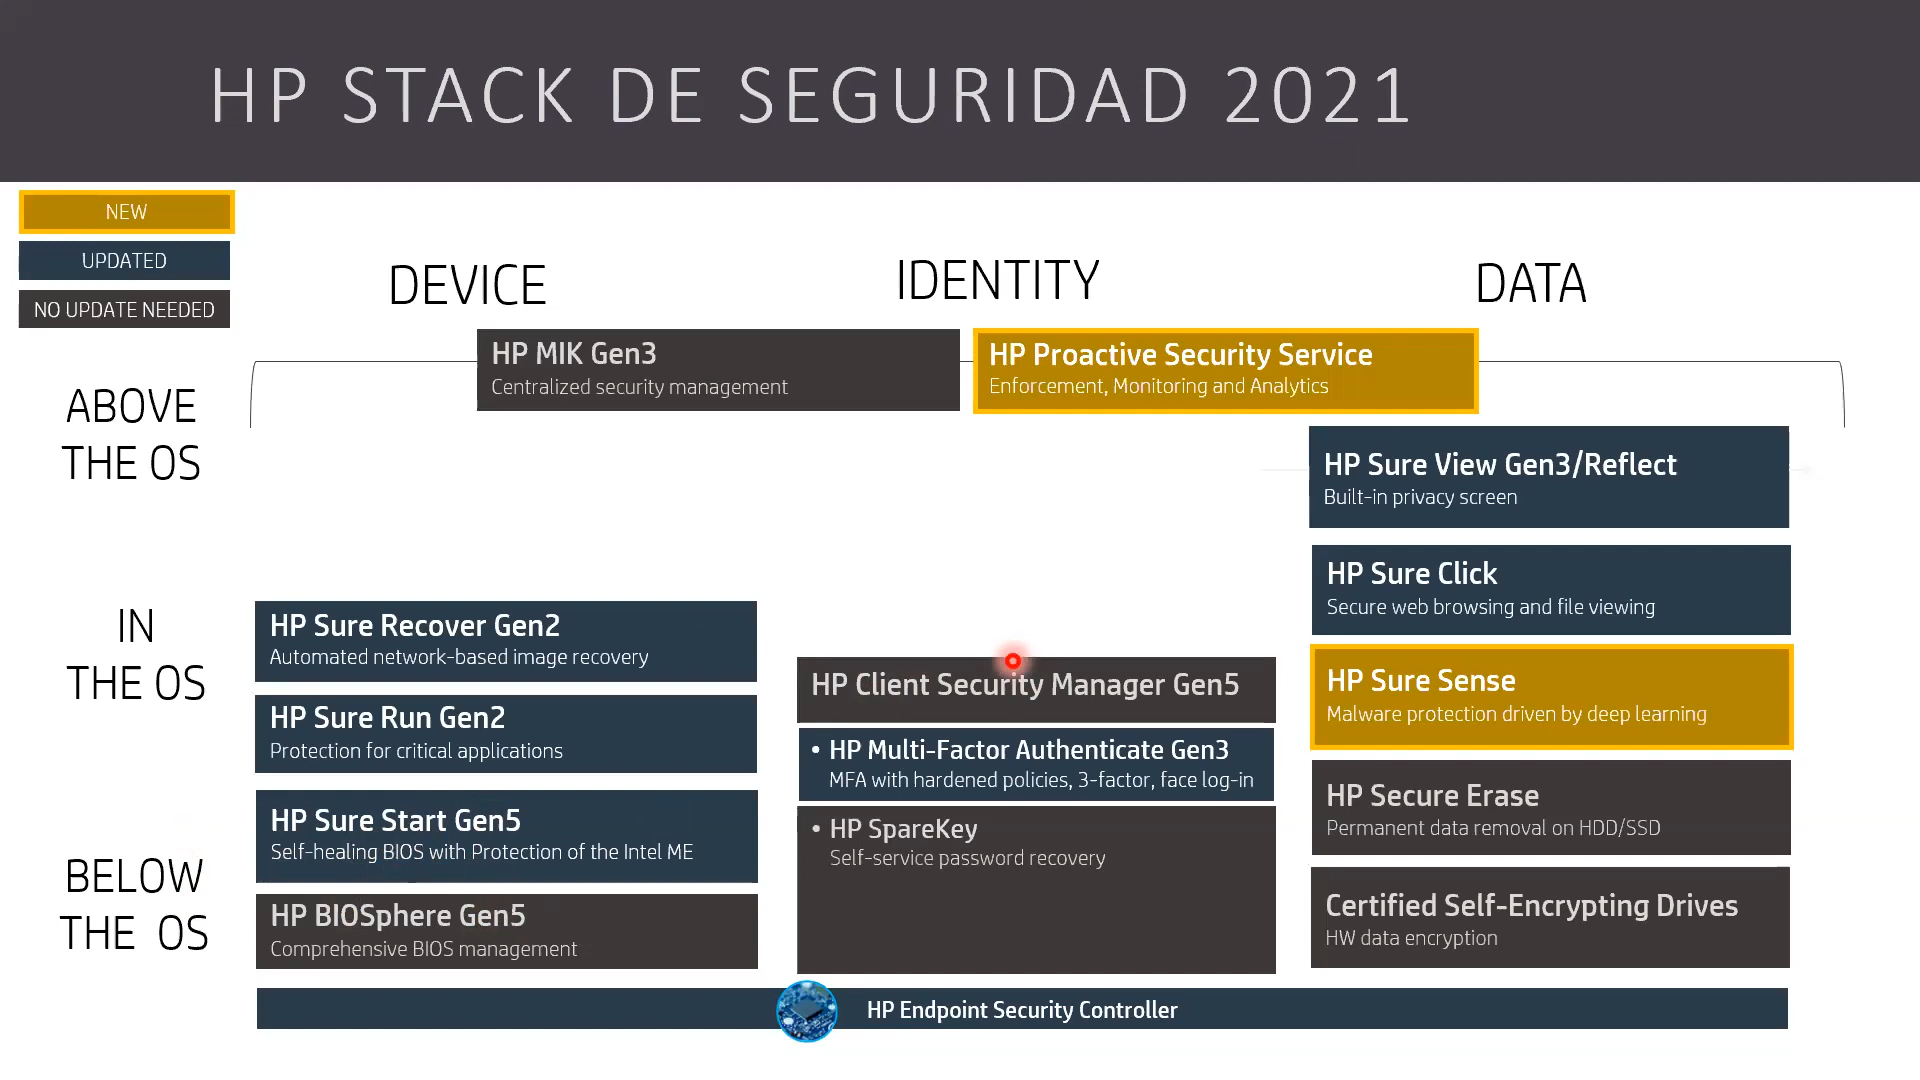 HP STACK DE SEGURIDAD 2021
NEW
UPDATED
NO UPDATE NEEDED
DEVICE
IDENTITY
DATA
ABOVE
THE OS
HP MIK Gen3
Centralized security management
HP Proactive Security Service
Enforcement, Monitoring and Analytics
HP Sure View Gen3/Reflect
Built-in privacy screen
HP Sure Click
Secure web browsing and file viewing
IN
THE OS
HP Sure Recover Gen2
Automated network-based image recovery
HP Sure Run Gen2
Protection for critical applications
HP Client Security Manager Gen5
• HP Multi-Factor Authenticate Gen3
MFA with hardened policies, 3-factor, face log-in
• HP SpareKey
Self-service password recovery
HP Sure Sense
Malware protection driven by deep learning
HP Secure Erase
Permanent data removal on HDD/SSD
BELOW
THE OS
HP Sure Start Gen5
Self-healing BIOS with Protection of the Intel ME
HP BIOSphere Gen5
Comprehensive BIOS management
Certified Self-Encrypting Drives
HW data encryption
HP Endpoint Security Controller